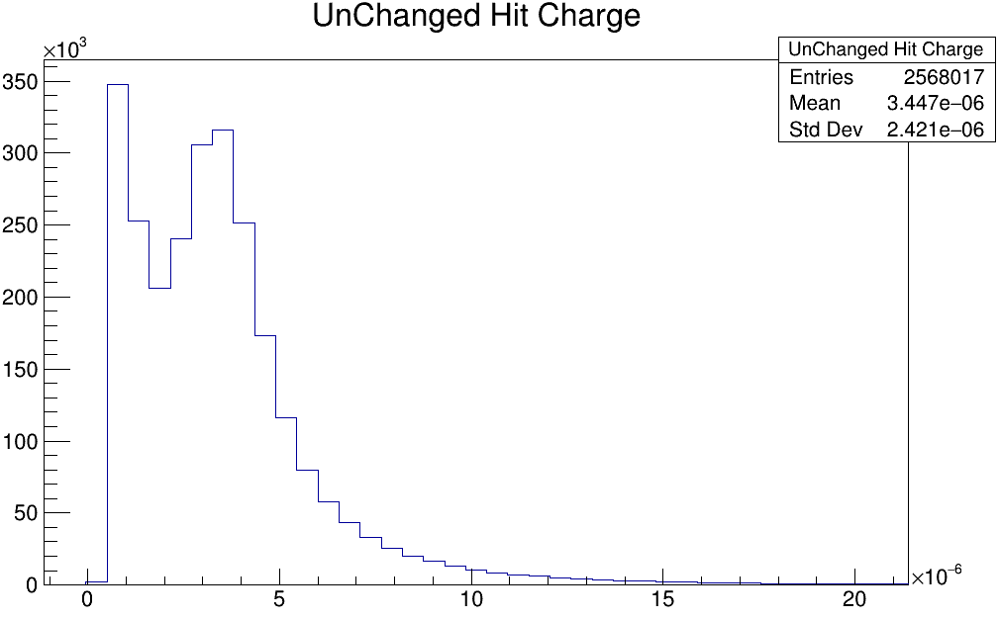 UnChanged Hit Charge
×10³
UnChanged Hit Charge
Entries 2568017
Mean 3.447e−06
Std Dev 2.421e−06
350
300
250
200
150
100
50
0
0 5 10 15 20
×10⁻⁶